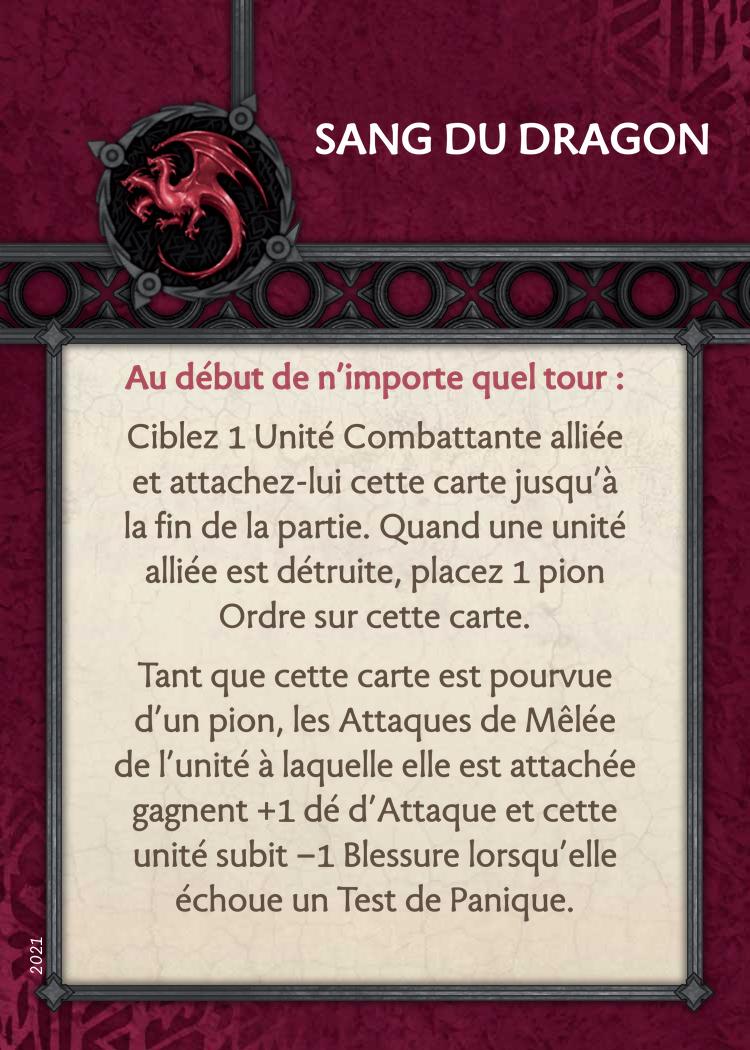 SANG DU DRAGON
Au début de n’importe quel tour :
Ciblez 1 Unité Combattante alliée
et attachez-lui cette carte jusqu’à
la fin de la partie. Quand une unité
alliée est détruite, placez 1 pion
Ordre sur cette carte.
Tant que cette carte est pourvue
d’un pion, les Attaques de Mêlée
de l’unité à laquelle elle est attachée
gagnent +1 dé d’Attaque et cette
unité subit −1 Blessure lorsqu’elle
échoue un Test de Panique.
2021